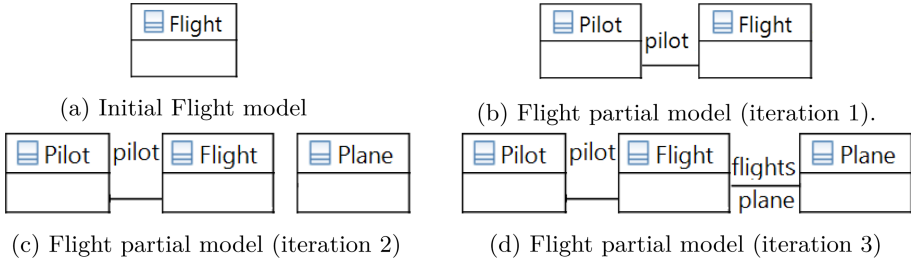 Flight
(a) Initial Flight model
Pilot pilot Flight
(b) Flight partial model (iteration 1).
Pilot pilot Flight Plane
(c) Flight partial model (iteration 2)
Pilot pilot Flight flights plane Plane
(d) Flight partial model (iteration 3)